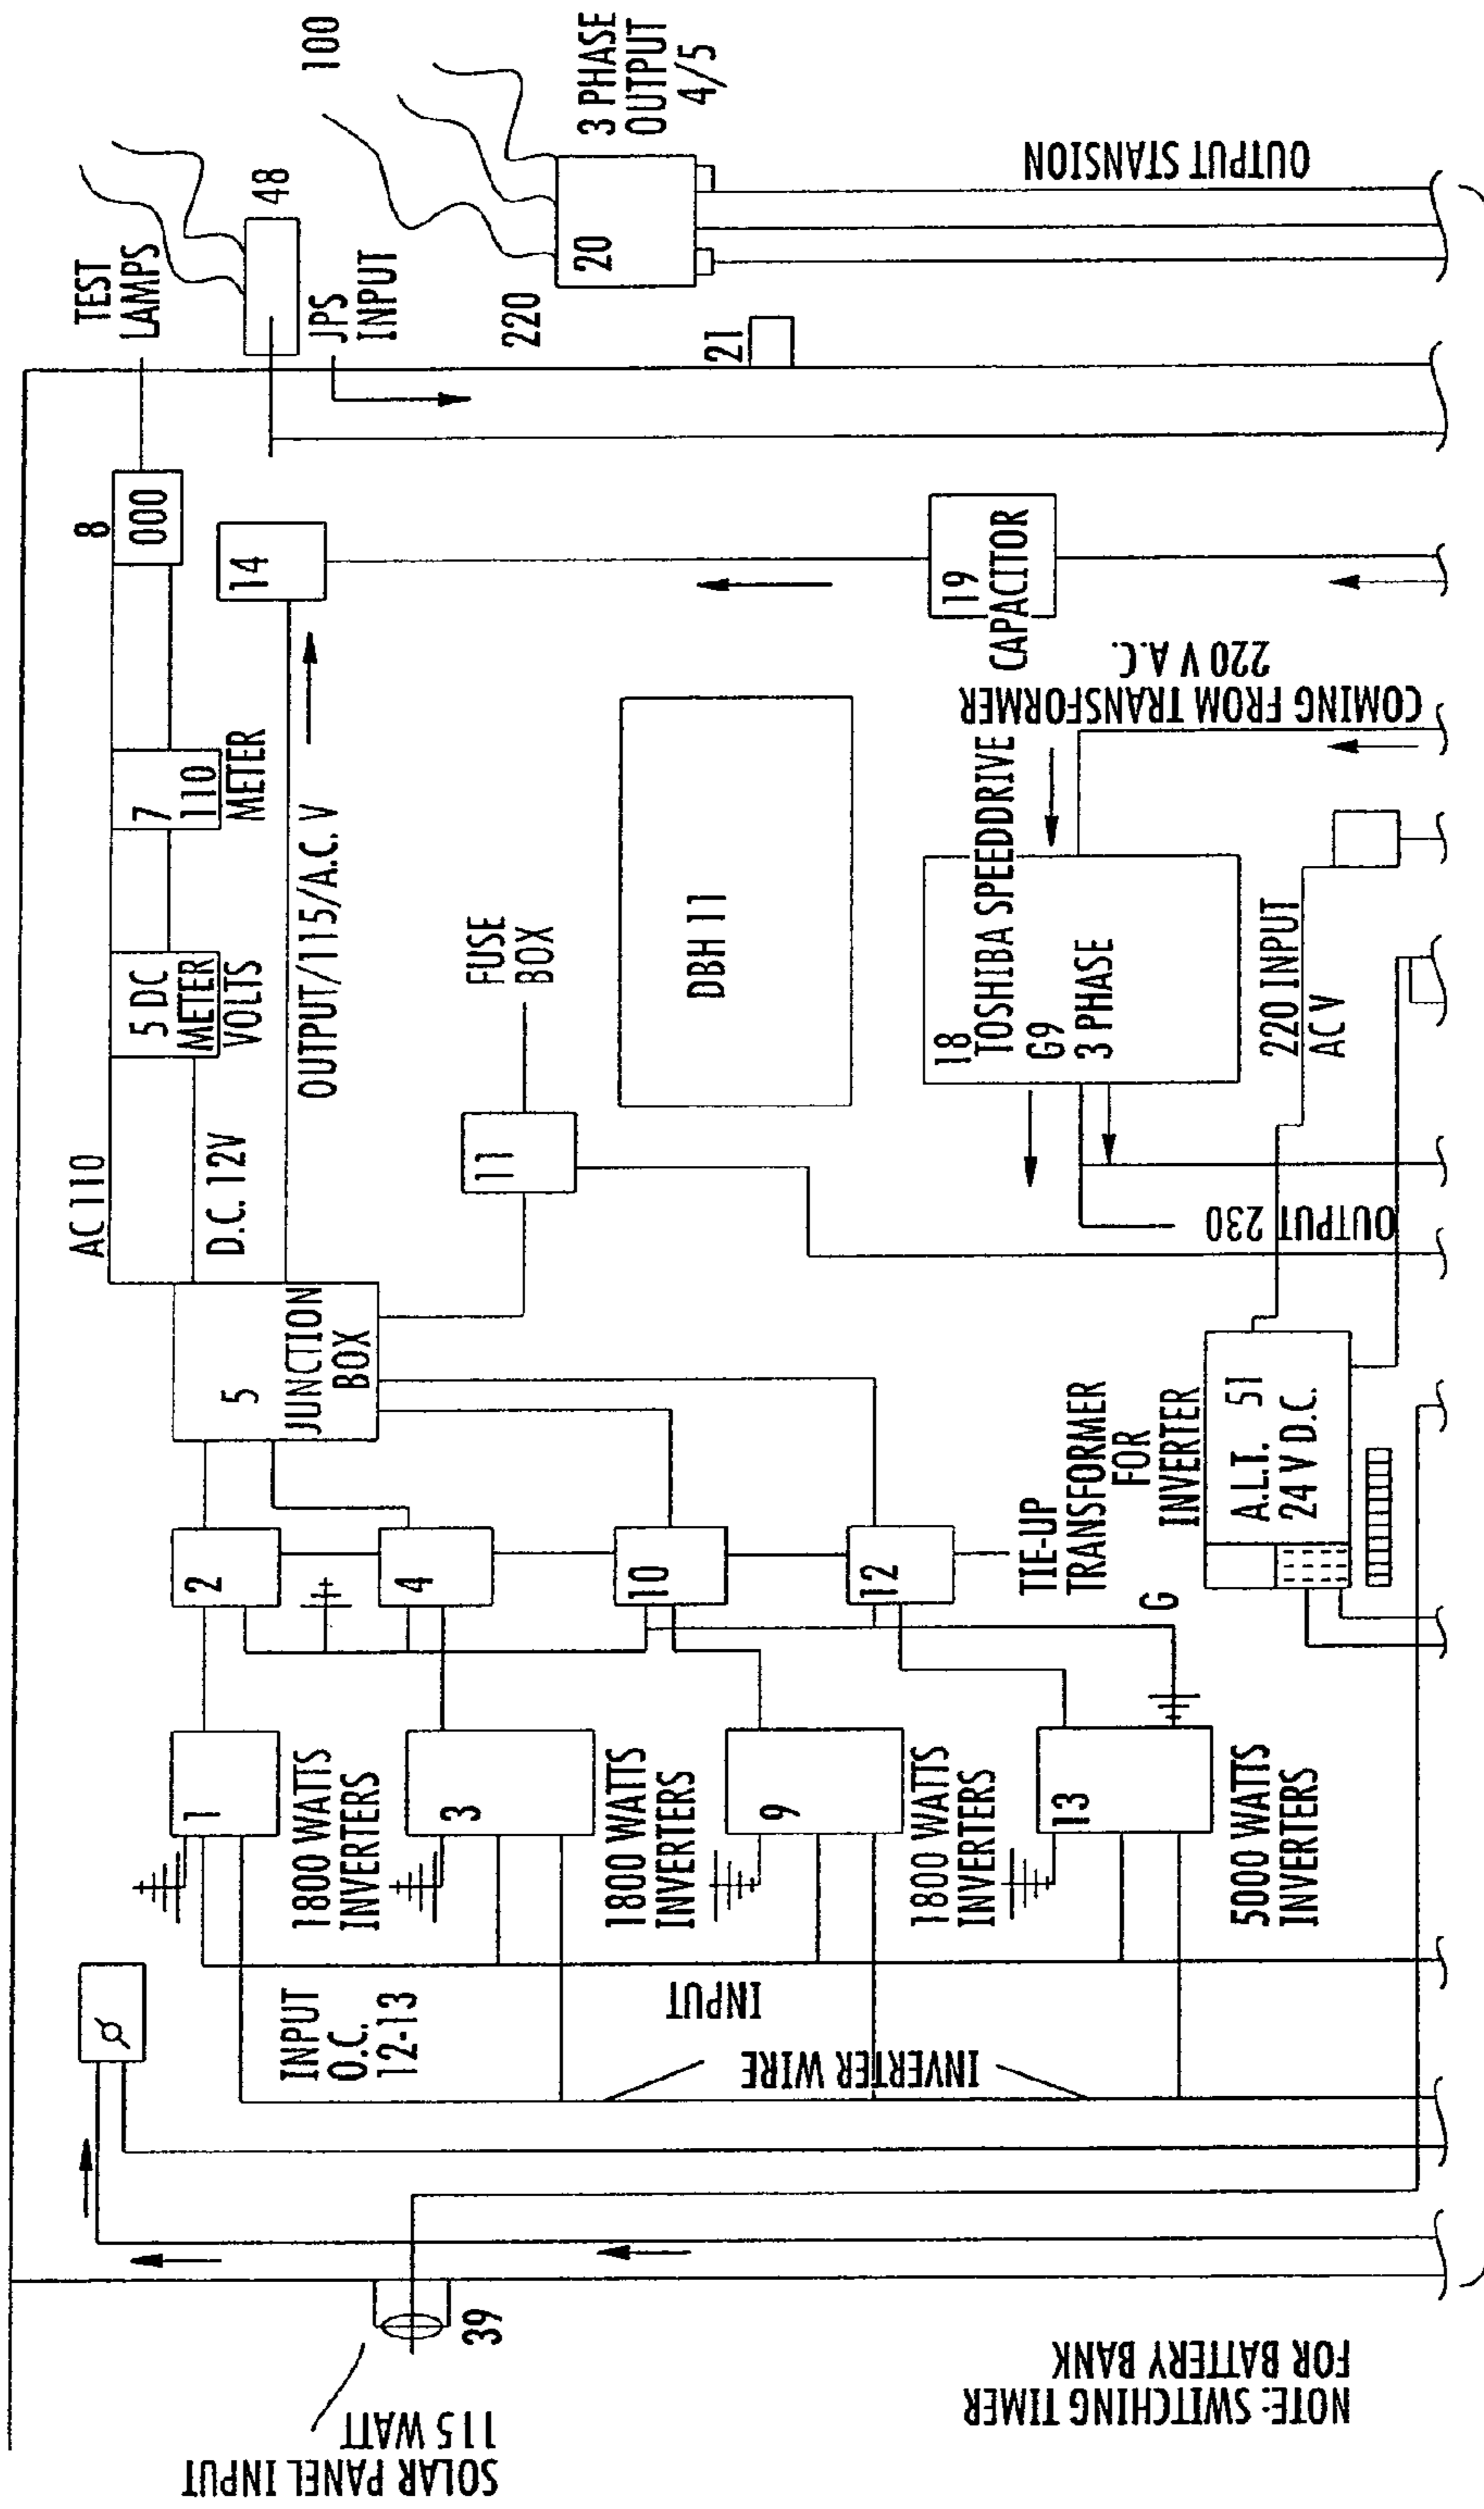 TEST
LAMPS
48
JPS
INPUT
100
3 PHASE
OUTPUT
4/5
220
20
21
OUTPUT STANSION
8
000
14
19
CAPACITOR
7
110
METER
5 DC
METER
VOLTS
AC 110
D.C. 12V
OUTPUT/115/A.C. V
FUSE
BOX
11
DBH 11
COMING FROM TRANSFORMER
220 V A.C.
18
TOSHIBA SPEEDDRIVE
G9
3 PHASE
220 INPUT
AC V
OUTPUT 230
5
JUNCTION
BOX
2
4
10
12
TIE-UP
TRANSFORMER
FOR
INVERTER
A.L.T. 51
24 V D.C.
G
1
1800 WATTS
INVERTERS
3
1800 WATTS
INVERTERS
9
1800 WATTS
INVERTERS
13
5000 WATTS
INVERTERS
INPUT
O.C.
12-13
INPUT
INVERTER WIRE
39
SOLAR PANEL INPUT
115 WATT
NOTE: SWITCHING TIMER
FOR BATTERY BANK